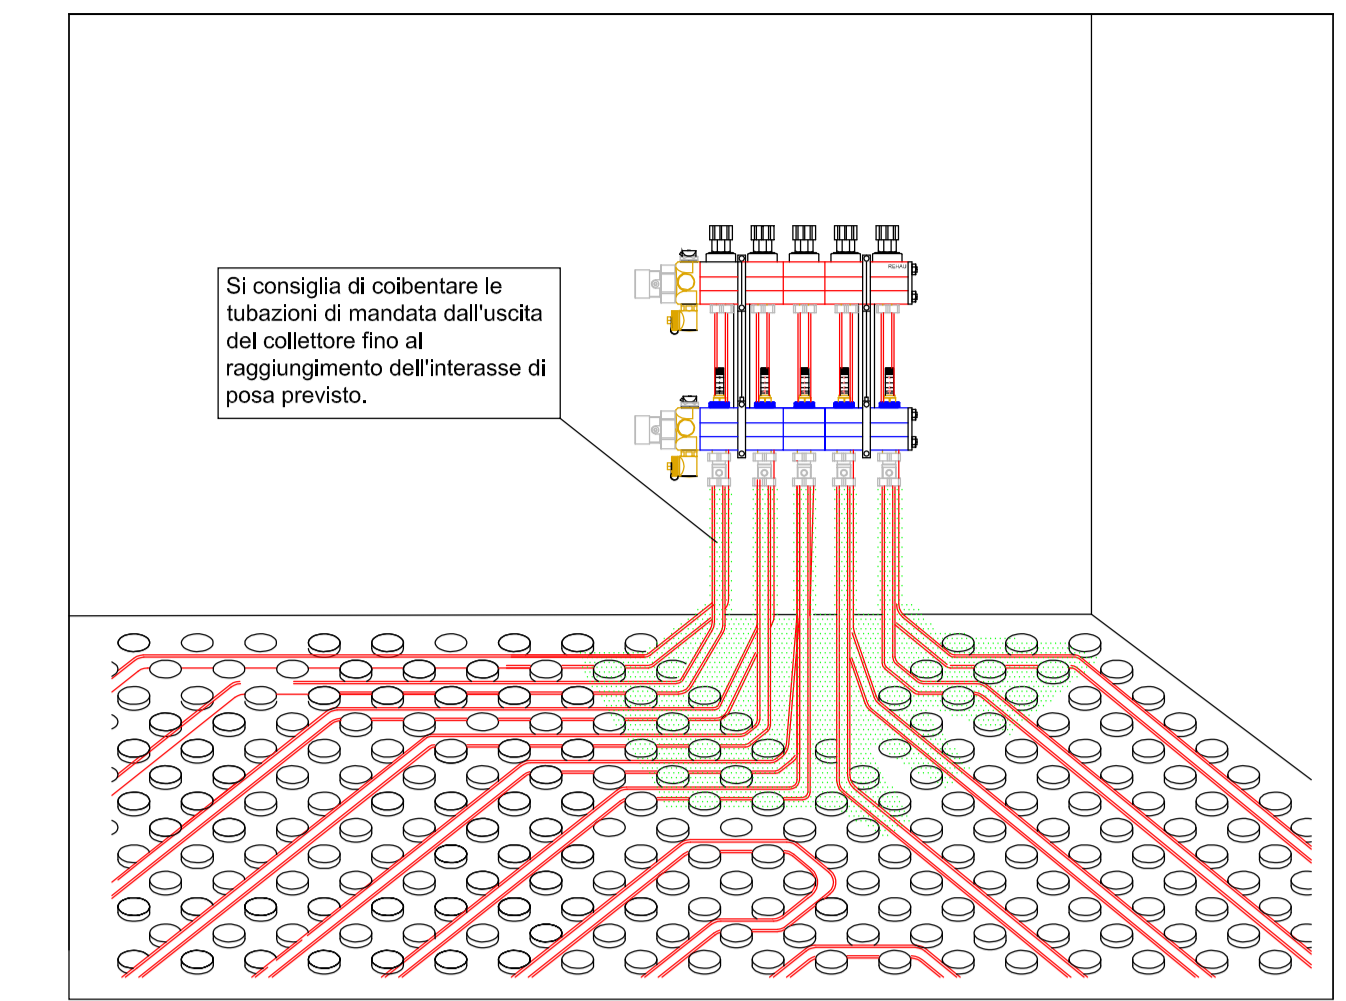 Si consiglia di coibentare le
tubazioni di mandata dall'uscita
del collettore fino al
raggiungimento dell'interasse di
posa previsto.
REHAU